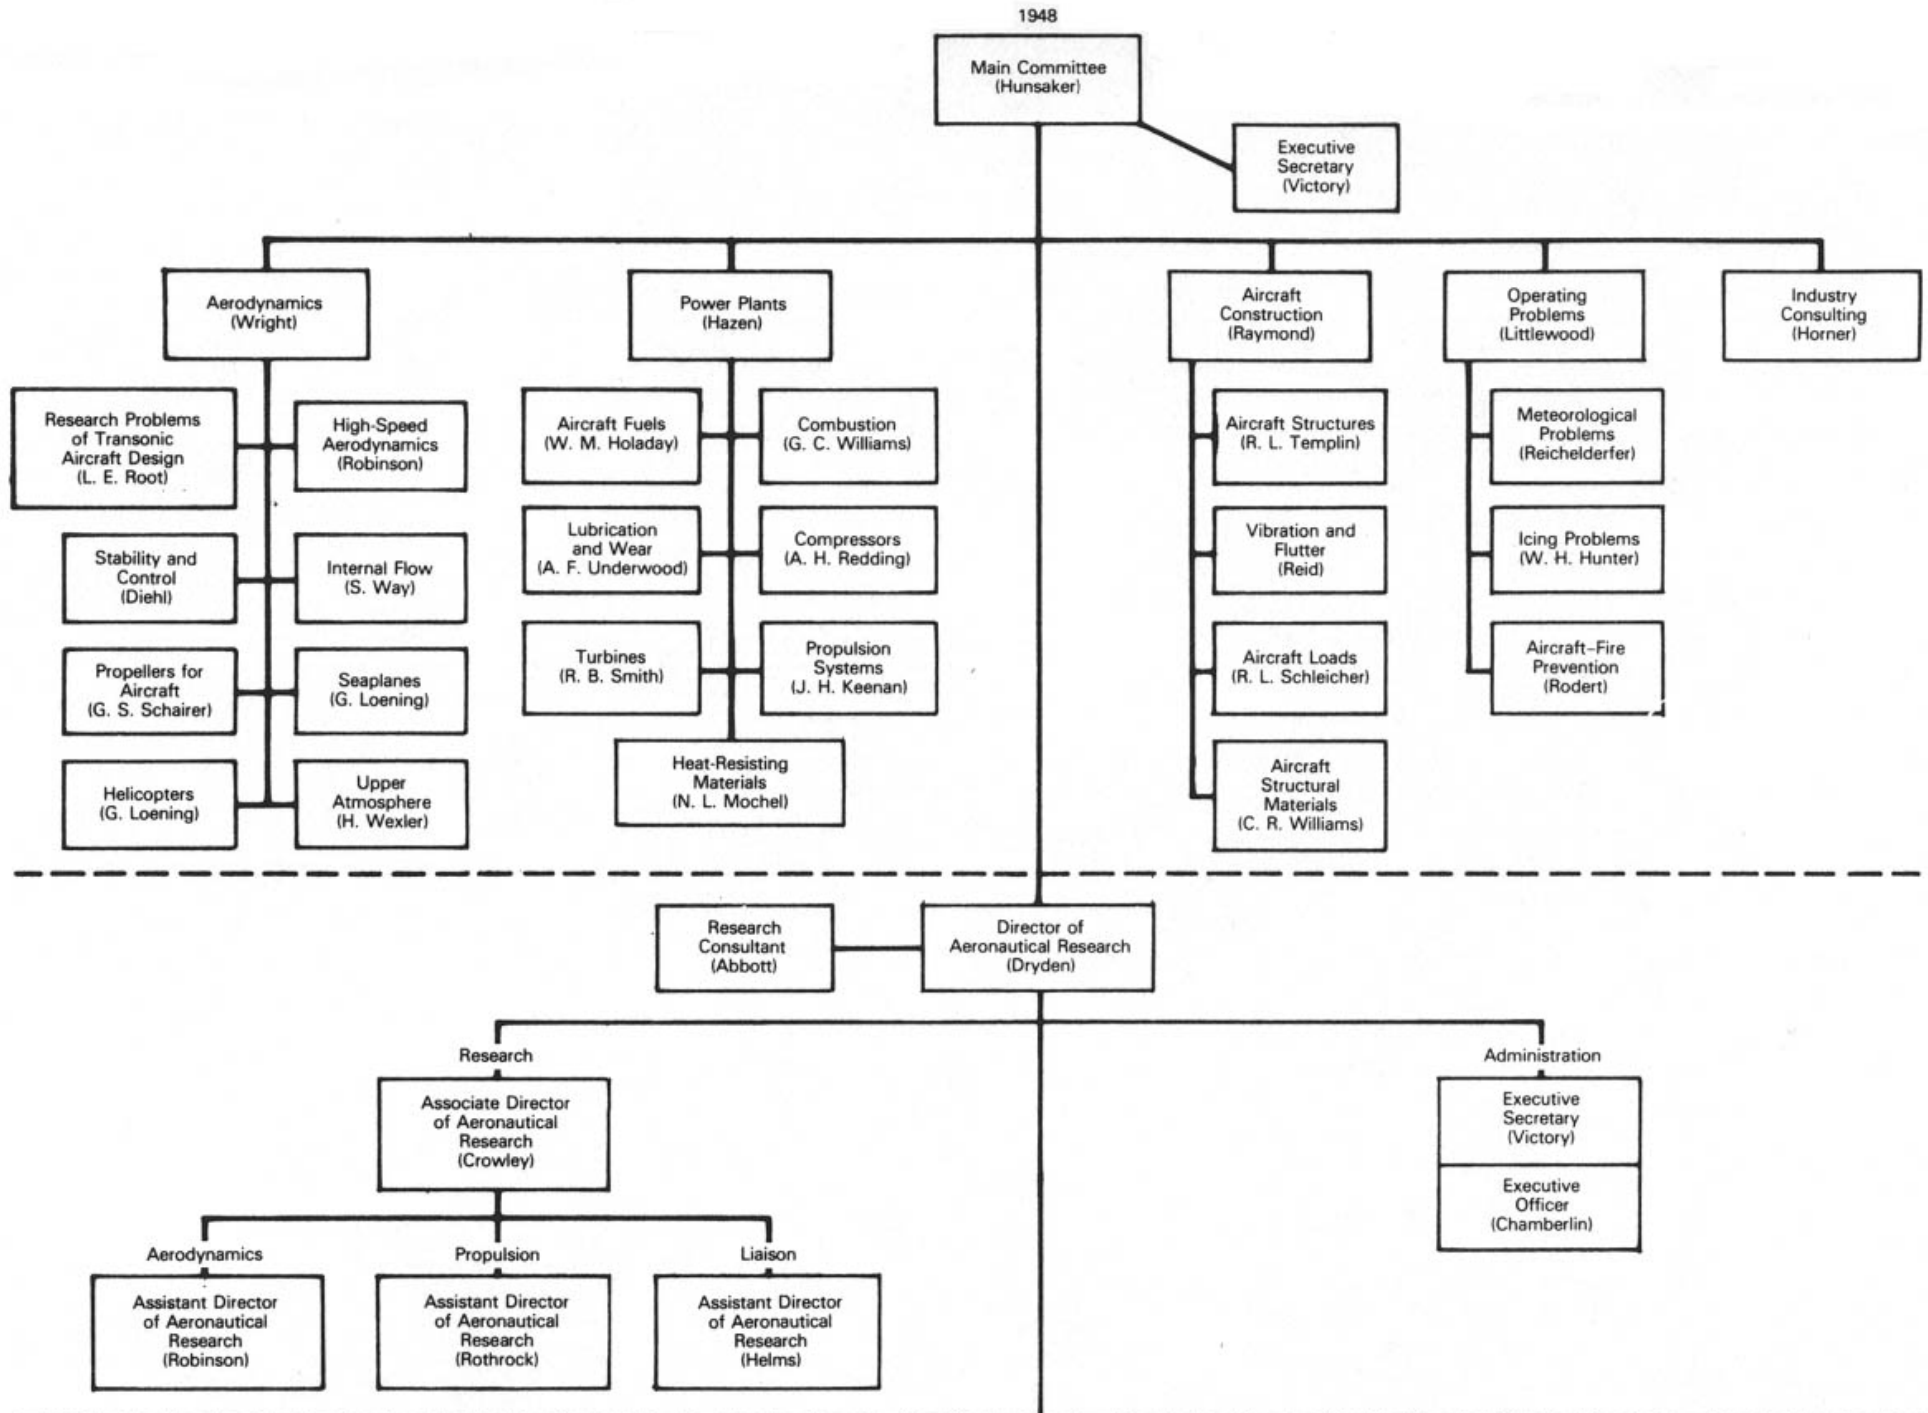 1948
Main Committee
(Hunsaker)
Executive
Secretary
(Victory)
Aerodynamics
(Wright)
Power Plants
(Hazen)
Aircraft
Construction
(Raymond)
Operating
Problems
(Littlewood)
Industry
Consulting
(Horner)
Research Problems
of Transonic
Aircraft Design
(L. E. Root)
High-Speed
Aerodynamics
(Robinson)
Stability and
Control
(Diehl)
Internal Flow
(S. Way)
Propellers for
Aircraft
(G. S. Schairer)
Seaplanes
(G. Loening)
Helicopters
(G. Loening)
Upper
Atmosphere
(H. Wexler)
Aircraft Fuels
(W. M. Holaday)
Combustion
(G. C. Williams)
Lubrication
and Wear
(A. F. Underwood)
Compressors
(A. H. Redding)
Turbines
(R. B. Smith)
Propulsion
Systems
(J. H. Keenan)
Heat-Resisting
Materials
(N. L. Mochel)
Aircraft Structures
(R. L. Templin)
Vibration and
Flutter
(Reid)
Aircraft Loads
(R. L. Schleicher)
Aircraft
Structural
Materials
(C. R. Williams)
Meteorological
Problems
(Reichelderfer)
Icing Problems
(W. H. Hunter)
Aircraft-Fire
Prevention
(Rodert)
Research
Consultant
(Abbott)
Director of
Aeronautical Research
(Dryden)
Research
Associate Director
of Aeronautical
Research
(Crowley)
Administration
Executive
Secretary
(Victory)
Executive
Officer
(Chamberlin)
Aerodynamics
Assistant Director
of Aeronautical
Research
(Robinson)
Propulsion
Assistant Director
of Aeronautical
Research
(Rothrock)
Liaison
Assistant Director
of Aeronautical
Research
(Helms)